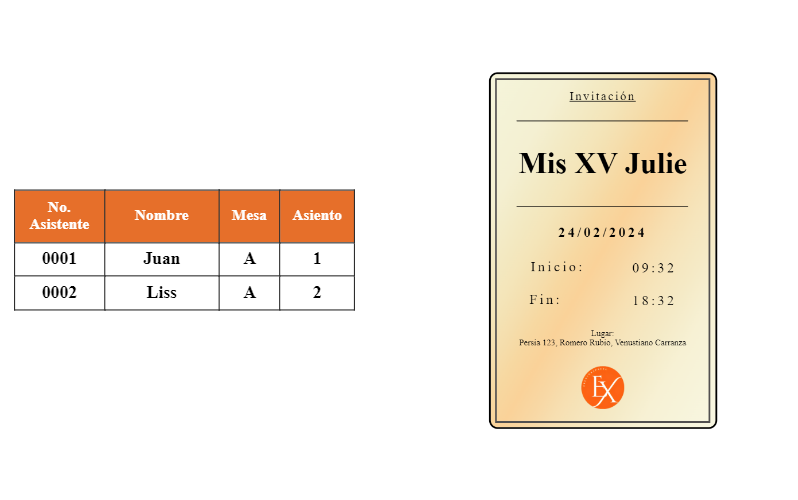 No. Asistente Nombre Mesa Asiento
0001 Juan A 1
0002 Liss A 2
Invitación
Mis XV Julie
24/02/2024
Inicio: 09:32
Fin: 18:32
Lugar:
Persia 123, Romero Rubio, Venustiano Carranza
EX